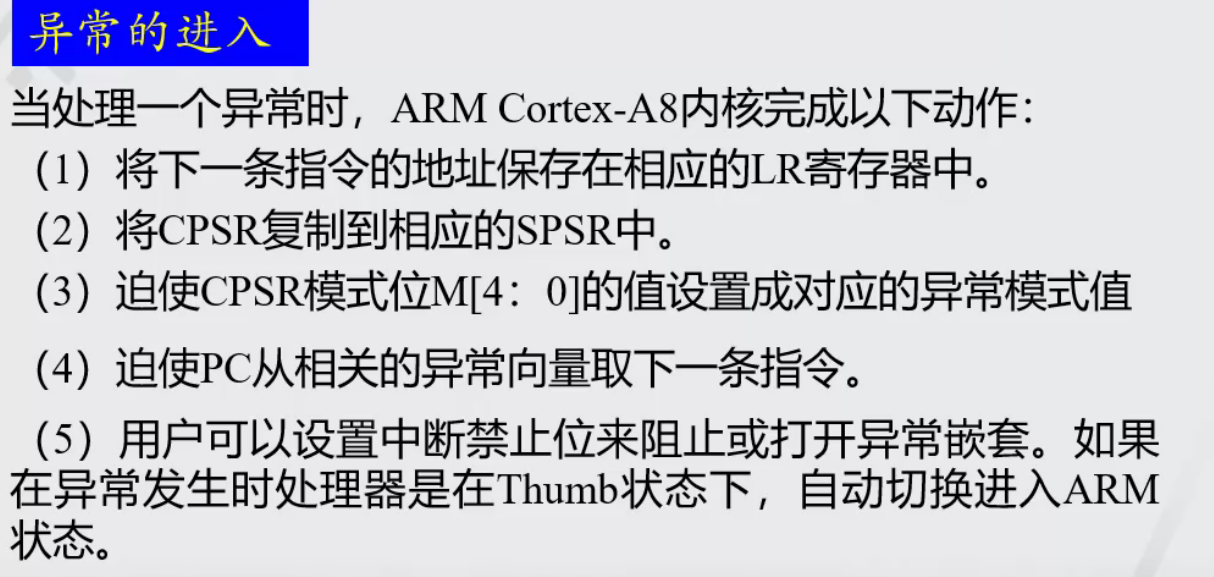 异常的进入
当处理一个异常时，ARM Cortex-A8内核完成以下动作：
（1）将下一条指令的地址保存在相应的LR寄存器中。
（2）将CPSR复制到相应的SPSR中。
（3）迫使CPSR模式位M[4：0]的值设置成对应的异常模式值
（4）迫使PC从相关的异常向量取下一条指令。
（5）用户可以设置中断禁止位来阻止或打开异常嵌套。如果
在异常发生时处理器是在Thumb状态下，自动切换进入ARM
状态。